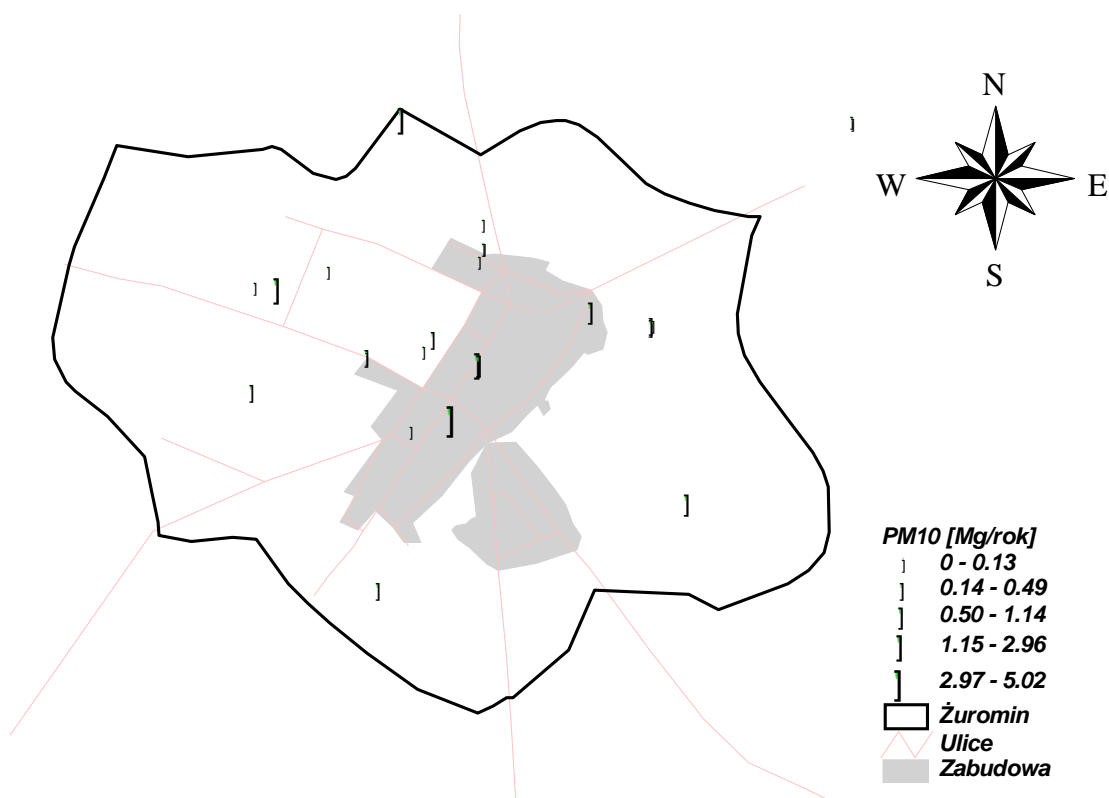 N
W E
S
PM10 [Mg/rok]
0 - 0.13
0.14 - 0.49
0.50 - 1.14
1.15 - 2.96
2.97 - 5.02
Żuromin
Ulice
Zabudowa